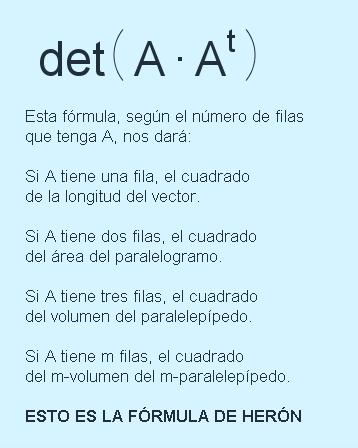 det(A · Aᵗ)
Esta fórmula, según el número de filas
que tenga A, nos dará:
Si A tiene una fila, el cuadrado
de la longitud del vector.
Si A tiene dos filas, el cuadrado
del área del paralelogramo.
Si A tiene tres filas, el cuadrado
del volumen del paralelepípedo.
Si A tiene m filas, el cuadrado
del m-volumen del m-paralelepípedo.
ESTO ES LA FÓRMULA DE HERÓN